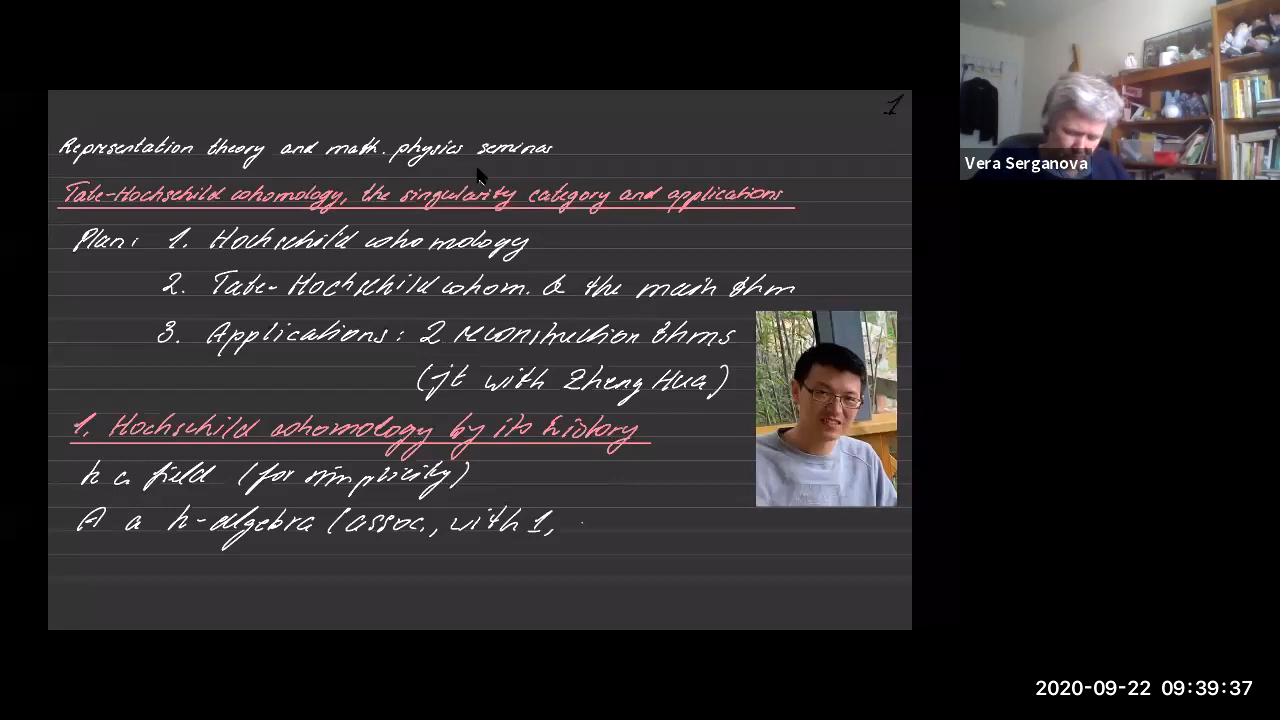 1
Representation theory and math. physics seminar
Tate-Hochschild cohomology, the singularity category and applications
Plan: 1. Hochschild cohomology
2. Tate-Hochschild cohom. & the main thm
3. Applications: 2 reconstruction thms
(jt with Zheng Hua)
1. Hochschild cohomology by its history
k a field (for simplicity)
A a k-algebra (assoc., with 1,
Vera Serganova
2020-09-22 09:39:37